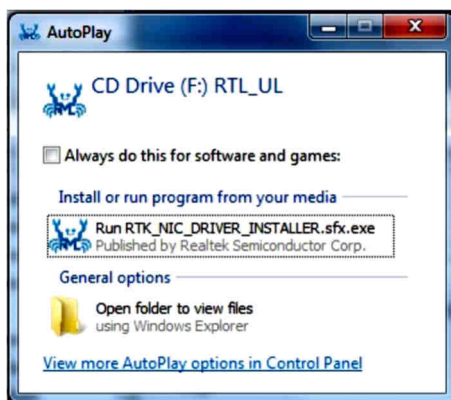 AutoPlay
CD Drive (F:) RTL_UL
Always do this for software and games:
Install or run program from your media
Run RTK_NIC_DRIVER_INSTALLER.sfx.exe
Published by Realtek Semiconductor Corp.
General options
Open folder to view files
using Windows Explorer
View more AutoPlay options in Control Panel